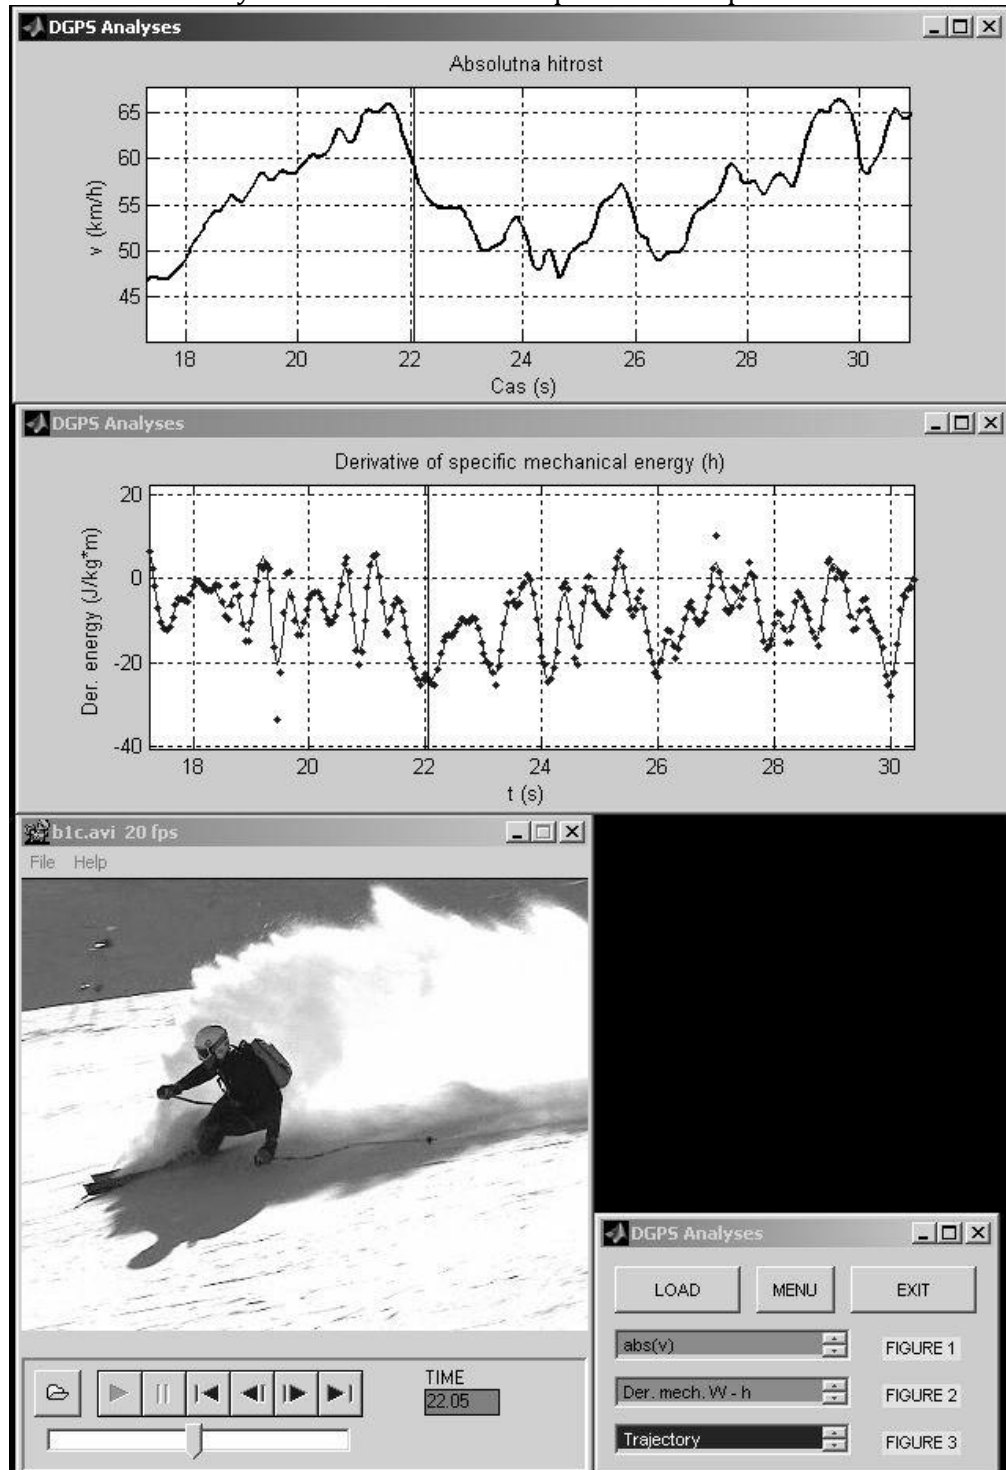 DGPS Analyses
Absolutna hitrost
65
60
55
50
45
v (km/h)
18 20 22 24 26 28 30
Cas (s)
DGPS Analyses
Derivative of specific mechanical energy (h)
20
0
-20
-40
Der. energy (J/kg*m)
18 20 22 24 26 28 30
t (s)
b1c.avi 20 fps
File Help
TIME
22.05
DGPS Analyses
LOAD MENU EXIT
abs(v) FIGURE 1
Der. mech. W - h FIGURE 2
Trajectory FIGURE 3